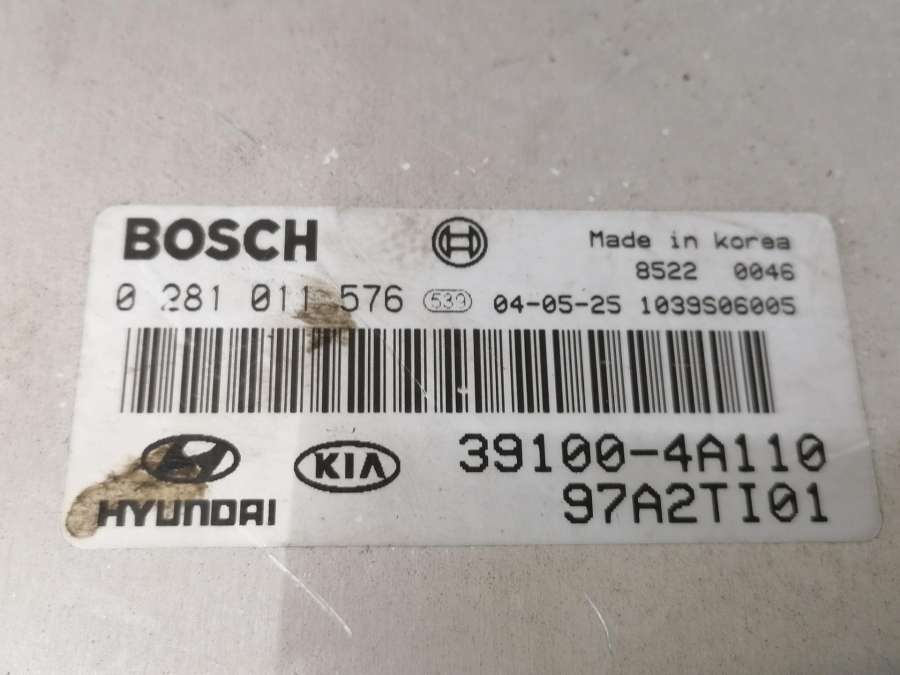 BOSCH
Made in korea
8522 0046
0 281 011 576 539 04-05-25 1039S06005
HYUNDAI KIA 39100-4A110
97A2TI01